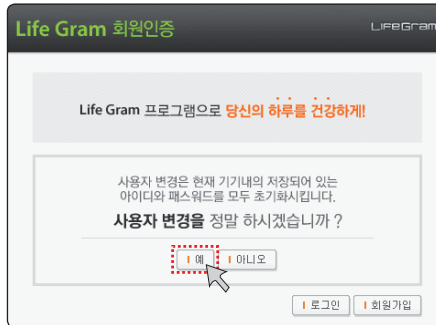 Life Gram 회원인증
LIFEGram
Life Gram 프로그램으로 당신의 하루를 건강하게!
사용자 변경은 현재 기기내의 저장되어 있는
아이디와 패스워드를 모두 초기화시킵니다.
사용자 변경을 정말 하시겠습니까 ?
예
아니오
로그인
회원가입